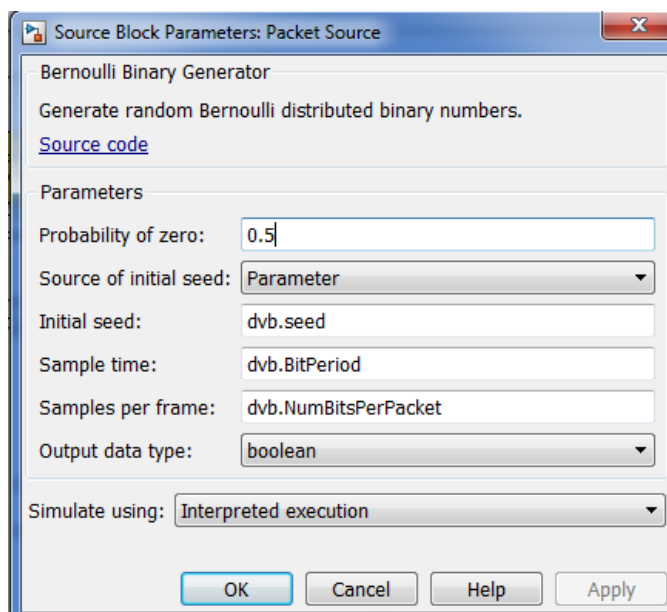 Source Block Parameters: Packet Source
Bernoulli Binary Generator
Generate random Bernoulli distributed binary numbers.
Source code
Parameters
Probability of zero: 0.5
Source of initial seed: Parameter
Initial seed: dvb.seed
Sample time: dvb.BitPeriod
Samples per frame: dvb.NumBitsPerPacket
Output data type: boolean
Simulate using: Interpreted execution
OK Cancel Help Apply